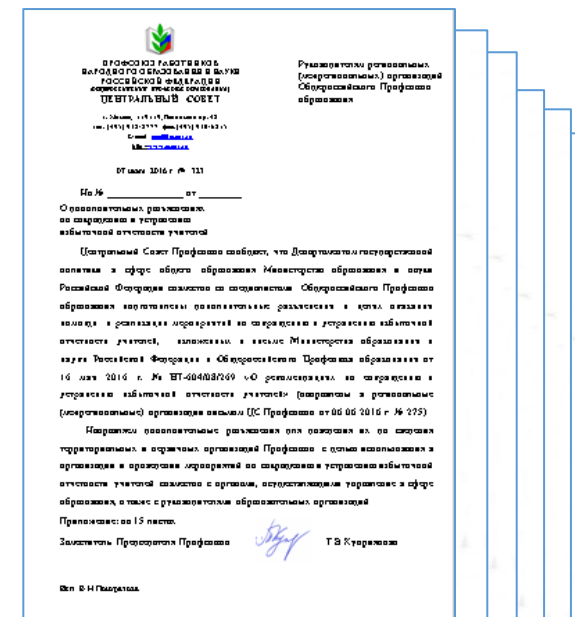 ПРОФСОЮЗ РАБОТНИКОВ
НАРОДНОГО ОБРАЗОВАНИЯ И НАУКИ
РОССИЙСКОЙ ФЕДЕРАЦИИ
ЦЕНТРАЛЬНЫЙ СОВЕТ
Руководителям региональных
(межрегиональных) организаций
Общероссийского Профсоюза
образования
07 июля 2016 г. №
На № от
О дополнительных разъяснениях
по сокращению и устранению
избыточной отчетности учителей
Центральный Совет Профсоюза сообщает, что Департаментом государственной
политики в сфере общего образования Министерства образования и науки
Российской Федерации совместно со специалистами Общероссийского Профсоюза
образования подготовлены дополнительные разъяснения в целях оказания
помощи в реализации мероприятий по сокращению и устранению избыточной
отчетности учителей, изложенных в письме Министерства образования и
науки Российской Федерации и Общероссийского Профсоюза образования от
16 мая 2016 г. № НТ-604/08/269 «О рекомендациях по сокращению и
устранению избыточной отчетности учителей» (направлены в региональные
(межрегиональные) организации письмом ЦС Профсоюза от 06.06.2016 г. № 275)
Направляем дополнительные разъяснения для доведения их до сведения
территориальных и первичных организаций Профсоюза с целью использования в
организации и проведении мероприятий по сокращению и устранению избыточной
отчетности учителей совместно с органами, осуществляющими управление в сфере
образования, а также с руководителями образовательных организаций
Приложение: на 15 листах
Заместитель Председателя Профсоюза Т.В. Куприянова
Исп. В.Н. Понкратова